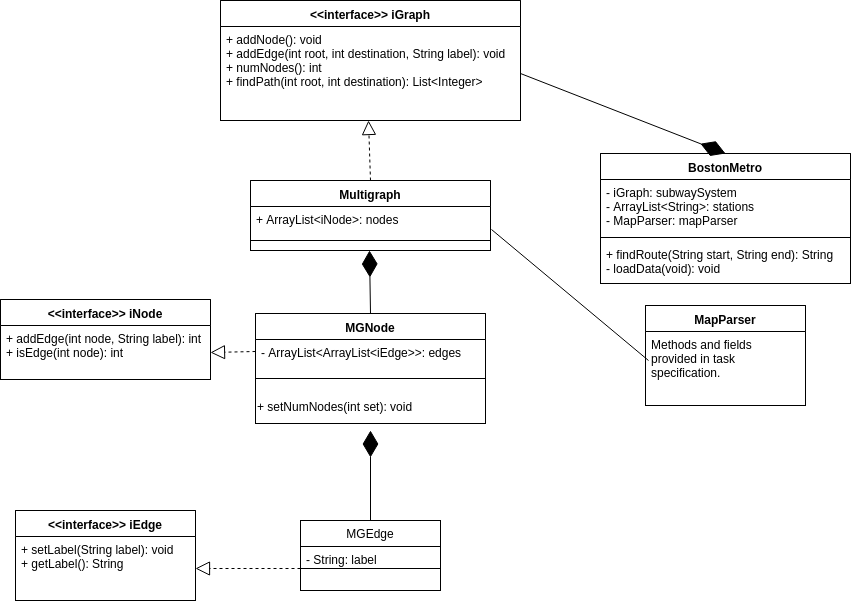 <<interface>> iGraph
+ addNode(): void
+ addEdge(int root, int destination, String label): void
+ numNodes(): int
+ findPath(int root, int destination): List<Integer>
BostonMetro
- iGraph: subwaySystem
- ArrayList<String>: stations
- MapParser: mapParser
+ findRoute(String start, String end): String
- loadData(void): void
Multigraph
+ ArrayList<iNode>: nodes
<<interface>> iNode
+ addEdge(int node, String label): int
+ isEdge(int node): int
MGNode
- ArrayList<ArrayList<iEdge>>: edges
+ setNumNodes(int set): void
MapParser
Methods and fields
provided in task
specification.
<<interface>> iEdge
+ setLabel(String label): void
+ getLabel(): String
MGEdge
- String: label